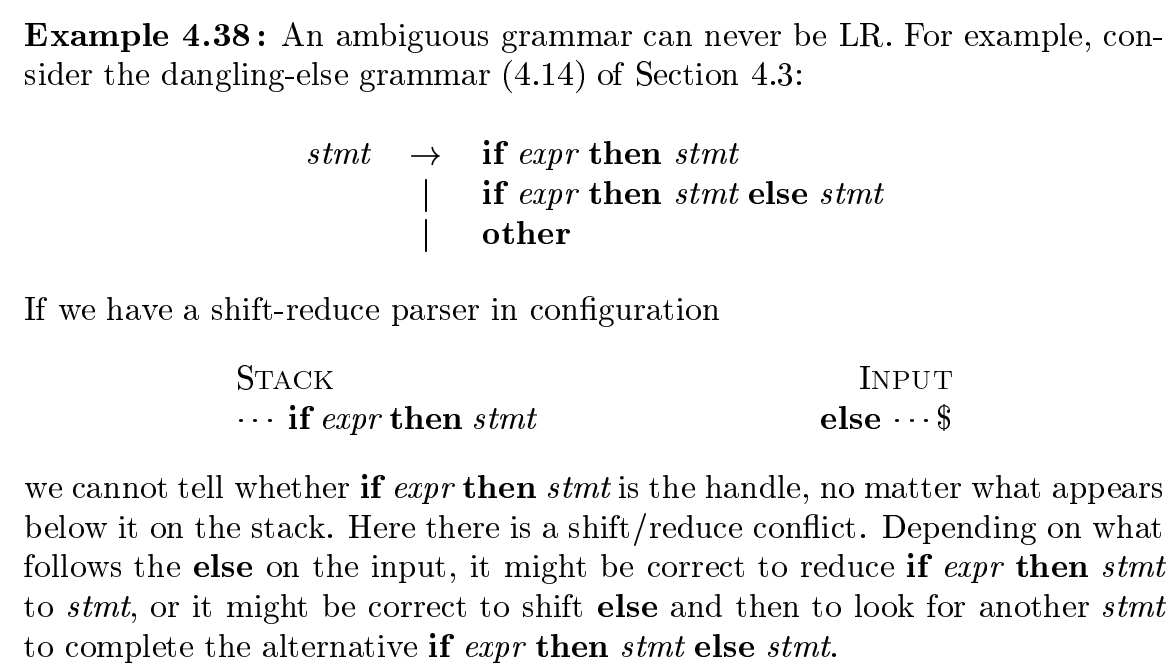 Example 4.38: An ambiguous grammar can never be LR. For example, con-
sider the dangling-else grammar (4.14) of Section 4.3:
stmt → if expr then stmt
| if expr then stmt else stmt
| other
If we have a shift-reduce parser in configuration
STACK INPUT
··· if expr then stmt else ··· $
we cannot tell whether if expr then stmt is the handle, no matter what appears
below it on the stack. Here there is a shift/reduce conflict. Depending on what
follows the else on the input, it might be correct to reduce if expr then stmt
to stmt, or it might be correct to shift else and then to look for another stmt
to complete the alternative if expr then stmt else stmt.